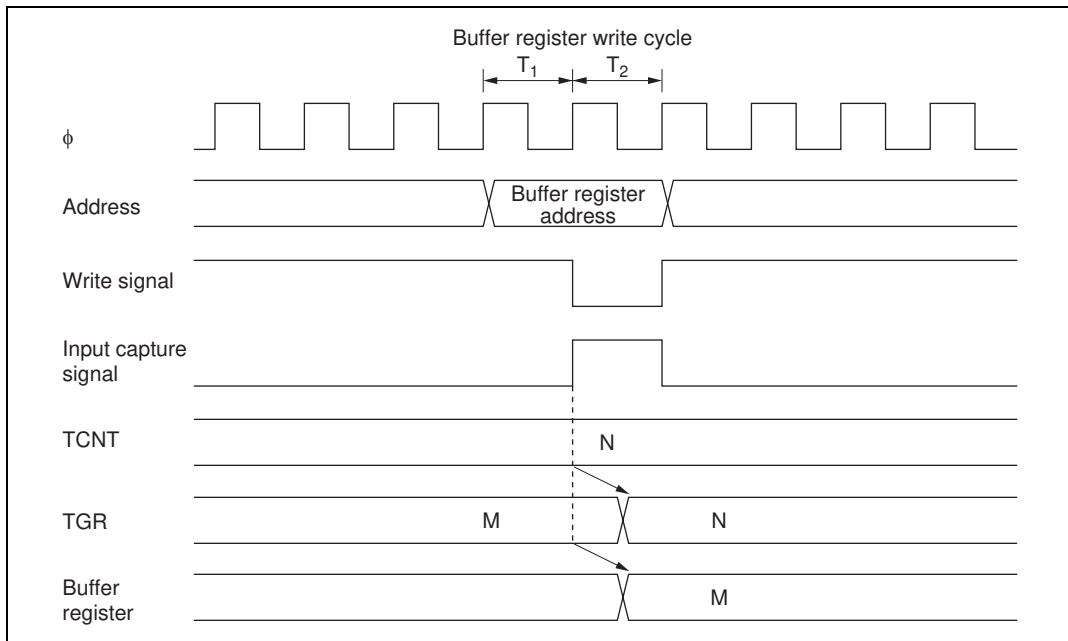 Buffer register write cycle
T₁ T₂
ϕ
Address
Buffer register
address
Write signal
Input capture
signal
TCNT
N
TGR
M N
Buffer
register
M